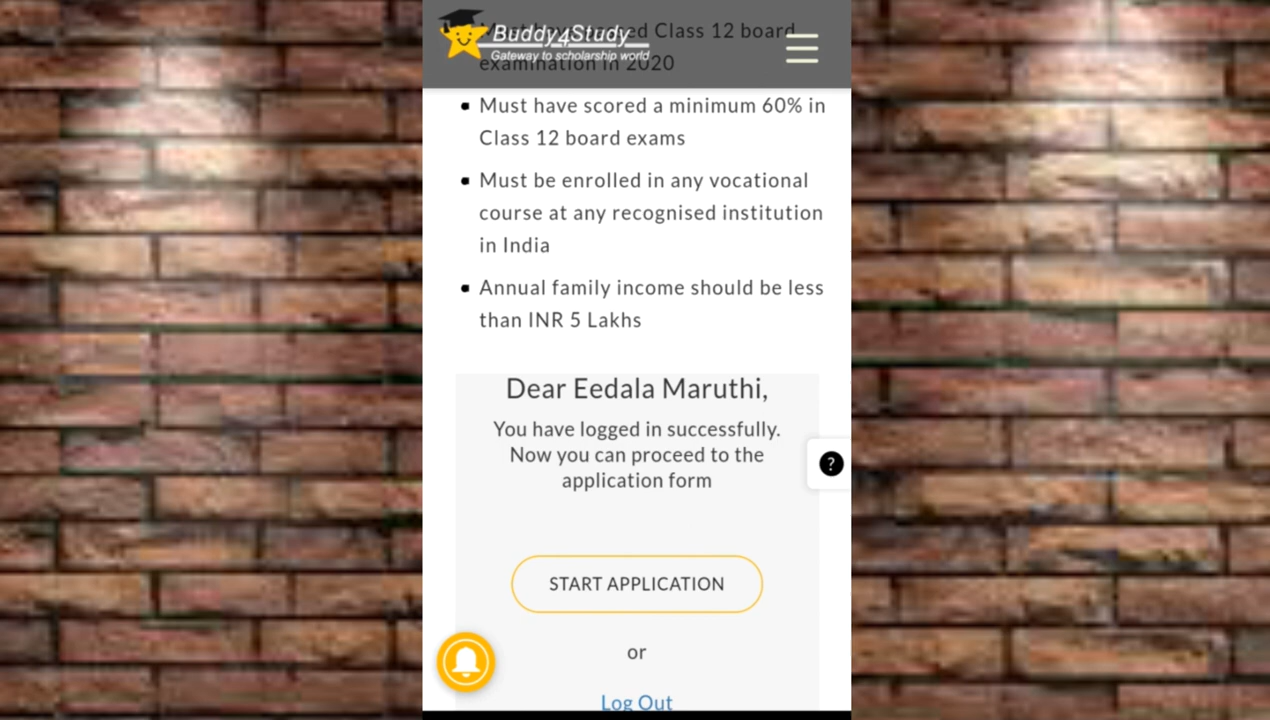 Buddy4Study
Gateway to scholarship world
ed Class 12 board
examination in 2020
Must have scored a minimum 60% in
Class 12 board exams
Must be enrolled in any vocational
course at any recognised institution
in India
Annual family income should be less
than INR 5 Lakhs
Dear Eedala Maruthi,
You have logged in successfully.
Now you can proceed to the
application form
?
START APPLICATION
or
Log Out